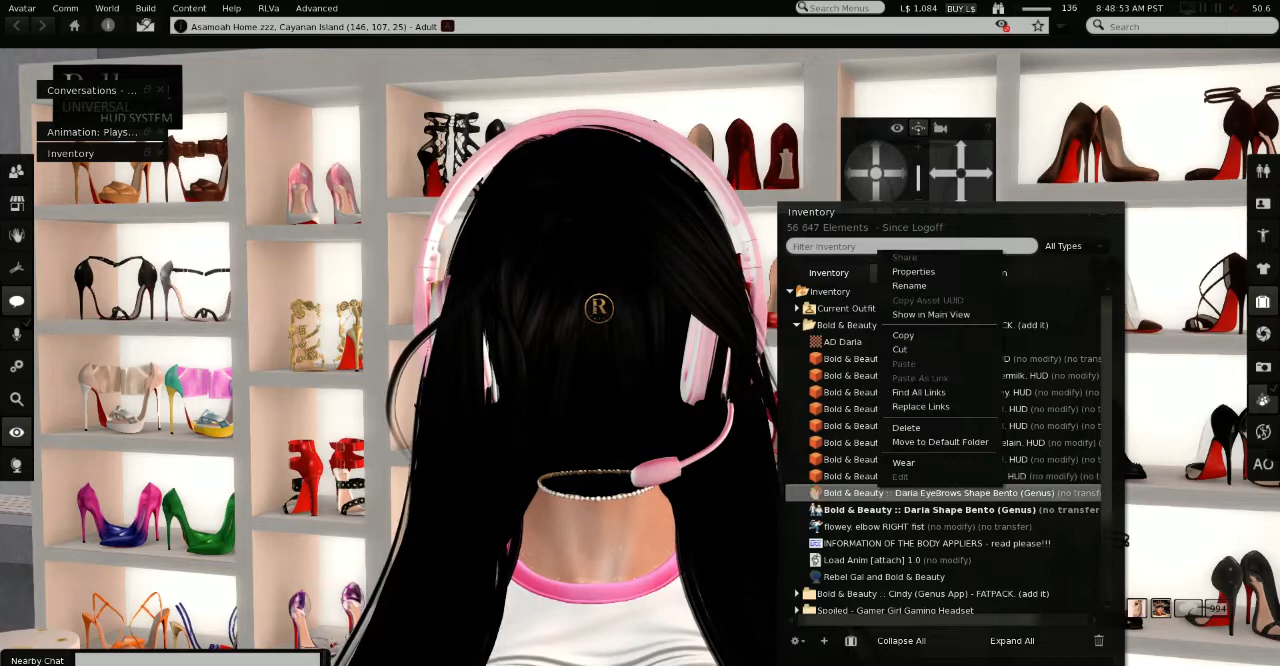 Avatar Comm World Build Content Help RLVa Advanced Search Menus L$ 1,084 BUY L$ 136 8:48:53 AM PST 50.6
Asamoah Home zzz, Cayanan Island (146, 107, 25) - Adult A Search
Conversations - ...
UNIVERSAL
HUD SYSTEM
Animation: Plays...
Inventory
R
Inventory
56 647 Elements - Since Logoff
Filter Inventory All Types
Inventory
Inventory
Current Outfit
Bold & Beauty CK. (add it)
AD Daria
Bold & Beaut D (no modify) (no trans
Bold & Beaut ermilk. HUD (no modify)
Bold & Beaut y. HUD (no modify) (no
Bold & Beaut HUD (no modify) (no t
Bold & Beaut . HUD (no modify) (no t
Bold & Beaut elain. HUD (no modify)
Bold & Beaut . HUD (no modify) (no t
Bold & Beaut HUD (no modify) (no t
Bold & Beauty :: Daria EyeBrows Shape Bento (Genus) (no transf
Bold & Beauty :: Daria Shape Bento (Genus) (no transfer
flowey. elbow RIGHT fist (no modify) (no transfer)
INFORMATION OF THE BODY APPLIERS - read please!!!
Load Anim [attach] 1.0 (no modify)
Rebel Gal and Bold & Beauty
Bold & Beauty :: Cindy (Genus App) - FATPACK. (add it)
Spoiled - Gamer Girl Gaming Headset
Share
Properties
Rename
Copy Asset UUID
Show in Main View
Copy
Cut
Paste
Paste As Link
Find All Links
Replace Links
Delete
Move to Default Folder
Wear
Edit
Collapse All Expand All
AO
994
Nearby Chat